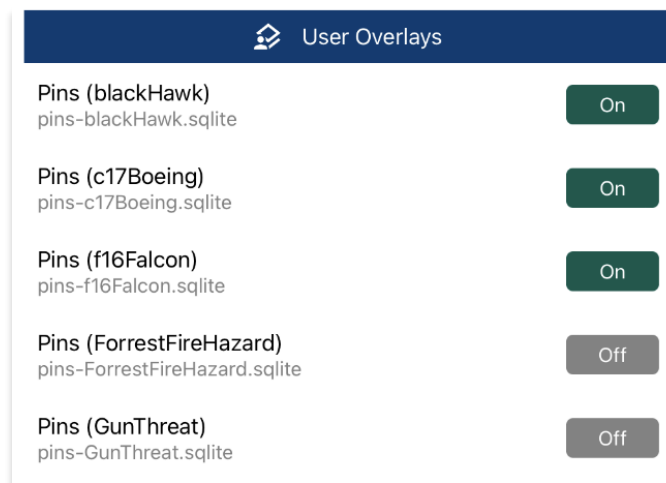 User Overlays
Pins (blackHawk)
On
pins-blackHawk.sqlite
Pins (c17Boeing)
On
pins-c17Boeing.sqlite
Pins (f16Falcon)
On
pins-f16Falcon.sqlite
Pins (ForrestFireHazard)
Off
pins-ForrestFireHazard.sqlite
Pins (GunThreat)
Off
pins-GunThreat.sqlite